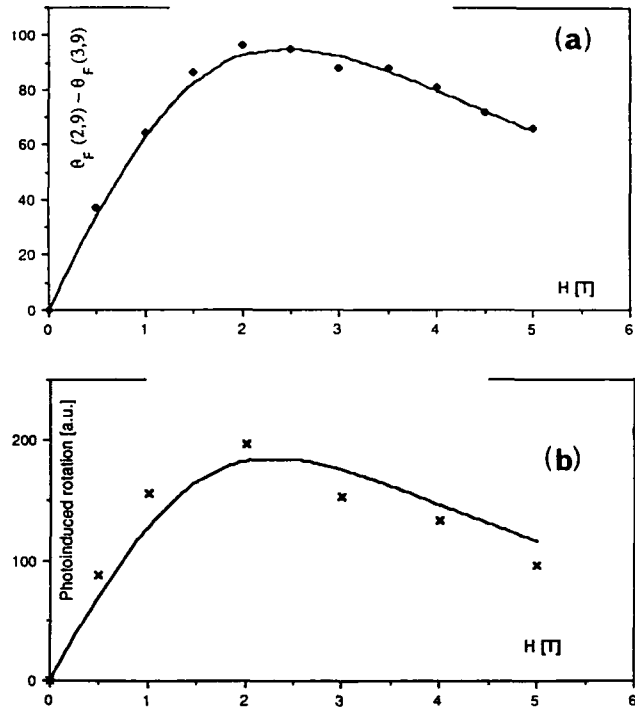 (a)
θF (2,9) − θF (3,9)
100
80
60
40
20
0
H [T]
0 1 2 3 4 5 6
(b)
Photoinduced rotation [a.u.]
200
100
0
H [T]
0 1 2 3 4 5 6